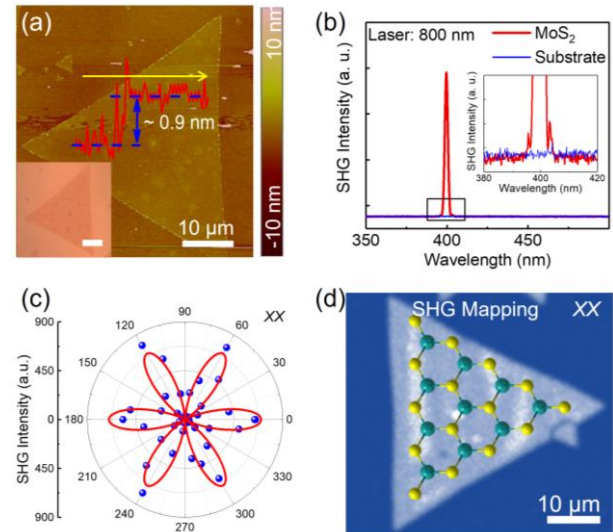 (a)
10 nm
-10 nm
~ 0.9 nm
10 μm
(b)
Laser: 800 nm
MoS₂
Substrate
SHG Intensity (a. u.)
SHG Intensity (a. u.)
380 400 420
Wavelength (nm)
350 400 450
Wavelength (nm)
(c)
XX
SHG Intensity (a.u.)
900
450
0
450
900
90
60
30
0
330
300
270
240
210
180
150
120
(d)
SHG Mapping
XX
10 μm